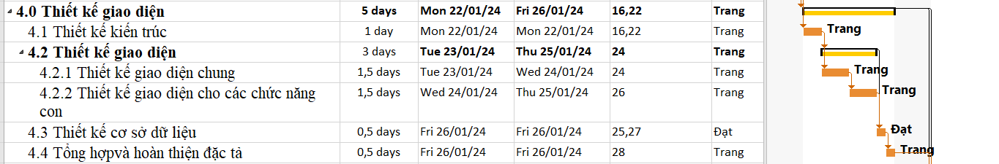 4.0 Thiết kế giao diện 5 days Mon 22/01/24 Fri 26/01/24 16,22 Trang
4.1 Thiết kế kiến trúc 1 day Mon 22/01/24 Mon 22/01/24 16,22 Trang Trang
4.2 Thiết kế giao diện 3 days Tue 23/01/24 Thu 25/01/24 24 Trang
4.2.1 Thiết kế giao diện chung 1,5 days Tue 23/01/24 Wed 24/01/24 24 Trang Trang
4.2.2 Thiết kế giao diện cho các chức năng 1,5 days Wed 24/01/24 Thu 25/01/24 26 Trang Trang
con
4.3 Thiết kế cơ sở dữ liệu 0,5 days Fri 26/01/24 Fri 26/01/24 25,27 Đạt Đạt
4.4 Tổng hợpvà hoàn thiện đặc tả 0,5 days Fri 26/01/24 Fri 26/01/24 28 Trang Trang